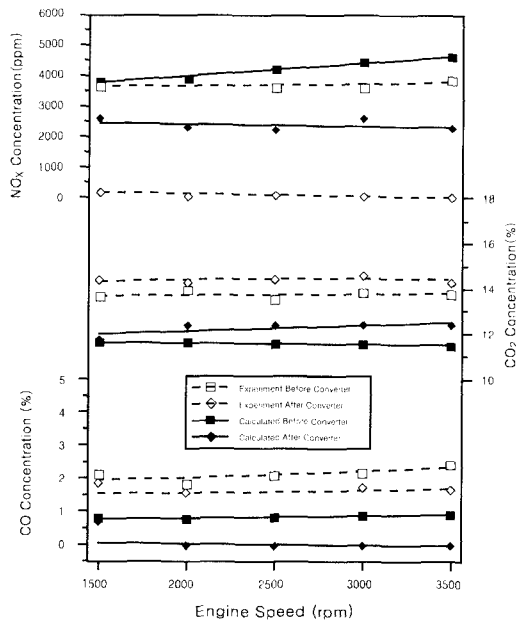 NOX Concentration(ppm)
6000
5000
4000
3000
2000
1000
0
CO2 Concentration(%)
18
16
14
12
10
CO Concentration (%)
5
4
3
2
1
0
Experiment Before Converter
Experiment After Converter
Calculated Before Converter
Calculated After Converter
1500
2000
2500
3000
3500
Engine Speed (rpm)